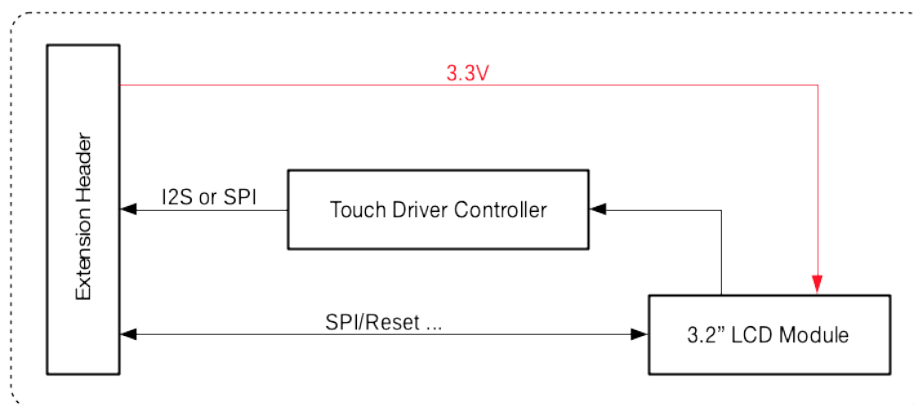 3.3V
Extension Header
I2S or SPI
Touch Driver Controller
SPI/Reset ...
3.2” LCD Module